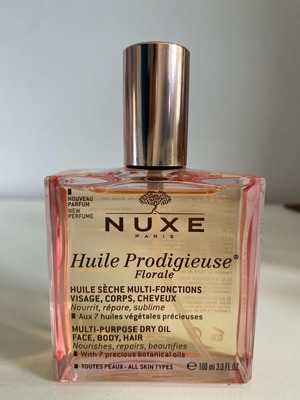 NOUVEAU
PARFUM
NEW
PERFUME
NUXE
PARIS
Huile Prodigieuse®
Florale
HUILE SÈCHE MULTI-FONCTIONS
VISAGE, CORPS, CHEVEUX
Nourrit, répare, sublime
Aux 7 huiles végétales précieuses
MULTI-PURPOSE DRY OIL
FACE, BODY, HAIR
Nourishes, repairs, beautifies
With 7 precious botanical oils
TOUTES PEAUX - ALL SKIN TYPES
℮ 100 ml 3.3 FL.OZ.